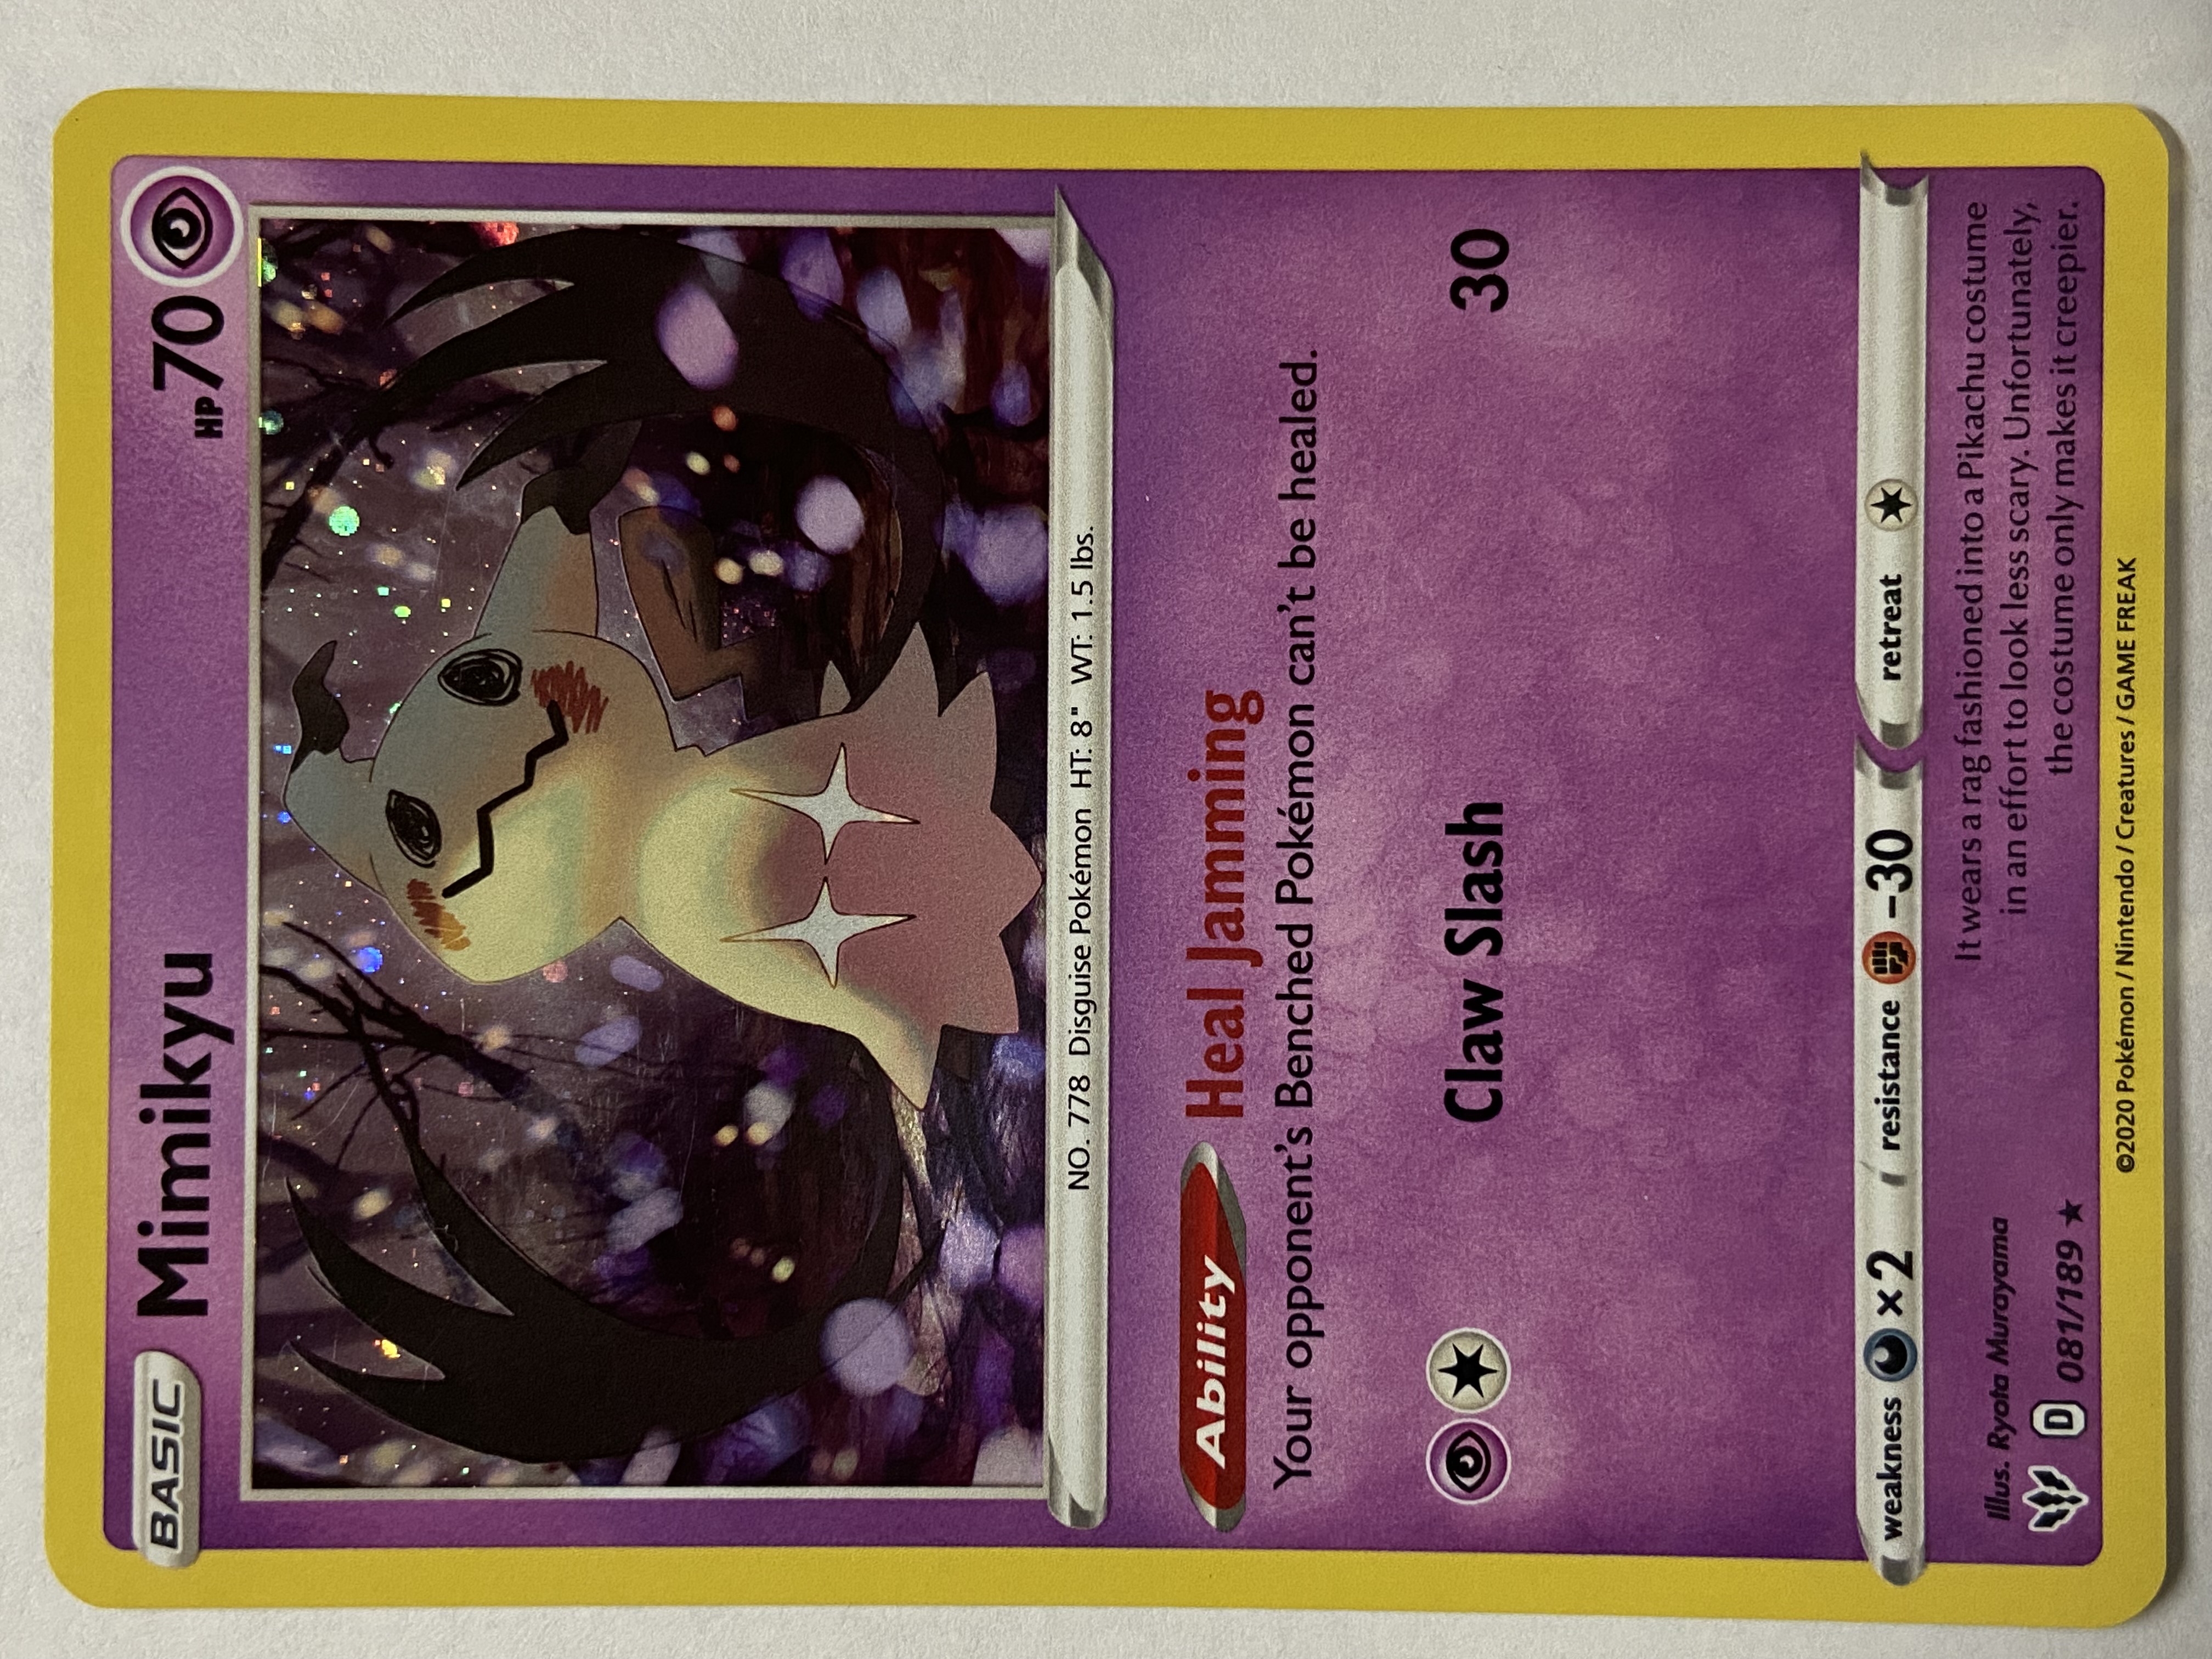 BASIC Mimikyu HP 70
NO. 778 Disguise Pokémon HT: 8" WT: 1.5 lbs.
Ability Heal Jamming
Your opponent's Benched Pokémon can't be healed.
Claw Slash 30
weakness ×2 resistance -30 retreat
It wears a rag fashioned into a Pikachu costume
in an effort to look less scary. Unfortunately,
the costume only makes it creepier.
Illus. Ryota Murayama
D 081/189 ★
©2020 Pokémon / Nintendo / Creatures / GAME FREAK